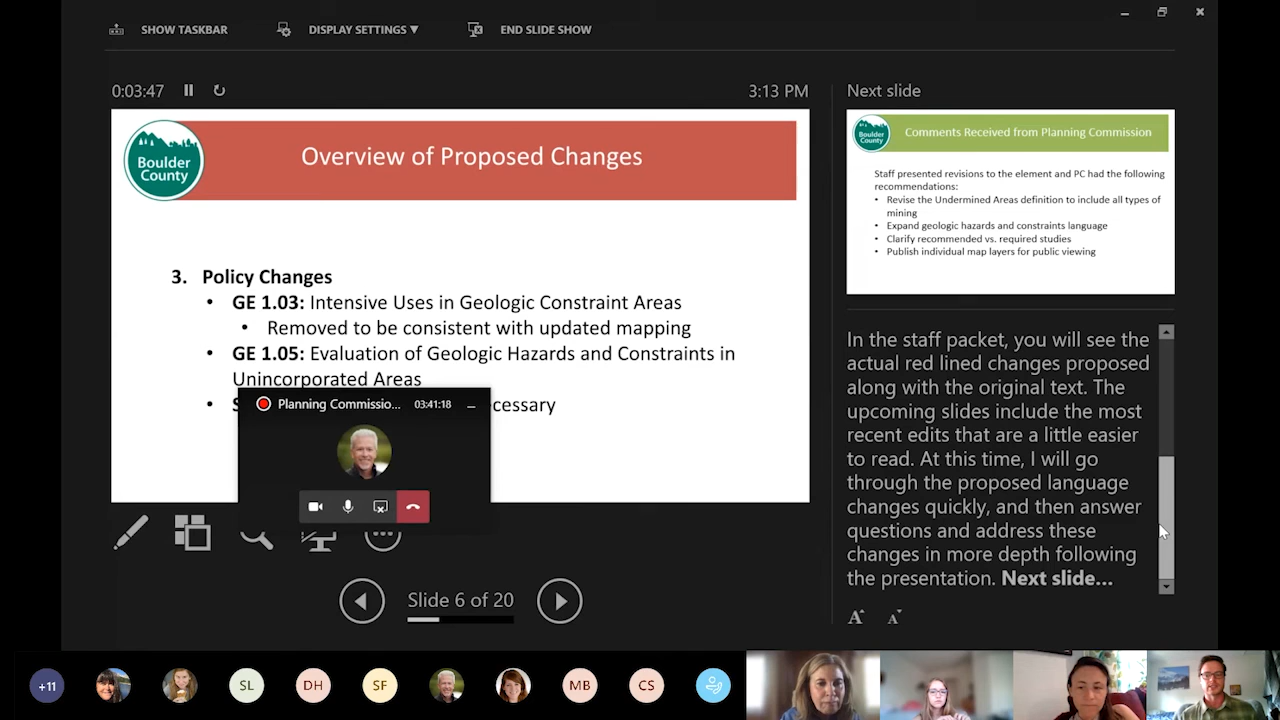 SHOW TASKBAR
DISPLAY SETTINGS ▼
END SLIDE SHOW
0:03:47
3:13 PM
Boulder
County
Overview of Proposed Changes
3. Policy Changes
• GE 1.03: Intensive Uses in Geologic Constraint Areas
• Removed to be consistent with updated mapping
• GE 1.05: Evaluation of Geologic Hazards and Constraints in
Unincorporated Areas
• S
cessary
Planning Commissio...
03:41:18
Slide 6 of 20
Next slide
Boulder
County
Comments Received from Planning Commission
Staff presented revisions to the element and PC had the following
recommendations:
• Revise the Undermined Areas definition to include all types of
mining
• Expand geologic hazards and constraints language
• Clarify recommended vs. required studies
• Publish individual map layers for public viewing
In the staff packet, you will see the
actual red lined changes proposed
along with the original text. The
upcoming slides include the most
recent edits that are a little easier
to read. At this time, I will go
through the proposed language
changes quickly, and then answer
questions and address these
changes in more depth following
the presentation. Next slide...
A A
+11
SL
DH
SF
MB
CS